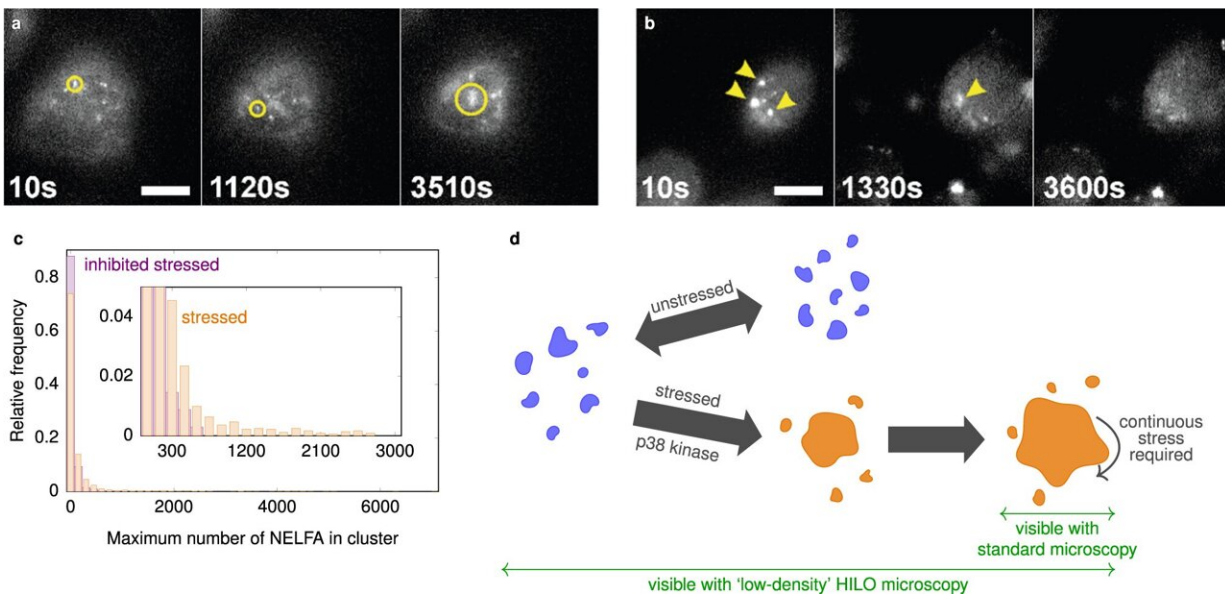 a
10s
1120s
3510s
b
10s
1330s
3600s
c
Relative frequency
0.8
0.6
0.4
0.2
0
inhibited stressed
0.04
0.02
0
stressed
300
1200
2100
3000
0
2000
4000
6000
Maximum number of NELFA in cluster
d
unstressed
stressed
p38 kinase
continuous
stress
required
visible with
standard microscopy
visible with ‘low-density’ HILO microscopy